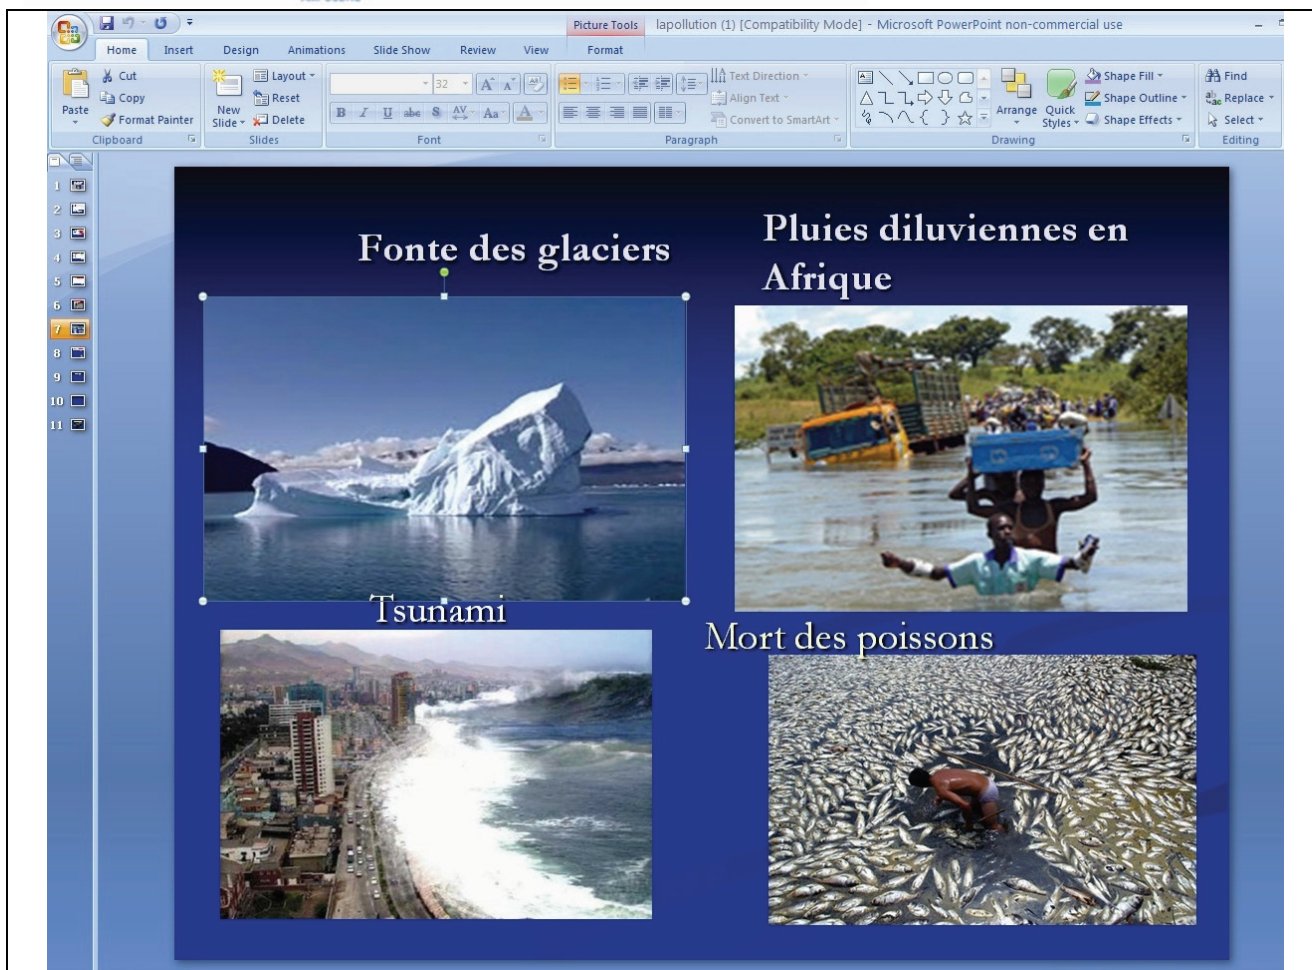 Picture Tools
lapollution (1) [Compatibility Mode] - Microsoft PowerPoint non-commercial use
Home Insert Design Animations Slide Show Review View Format
Paste
Cut
Copy
Format Painter
Clipboard
New
Slide
Layout
Reset
Delete
Slides
32
B I U abc S AV Aa A
Font
Text Direction
Align Text
Convert to SmartArt
Paragraph
Arrange
Quick
Styles
Shape Fill
Shape Outline
Shape Effects
Drawing
Find
Replace
Select
Editing
1
2
3
4
5
6
7
8
9
10
11
Fonte des glaciers
Pluies diluviennes en
Afrique
Tsunami
Mort des poissons